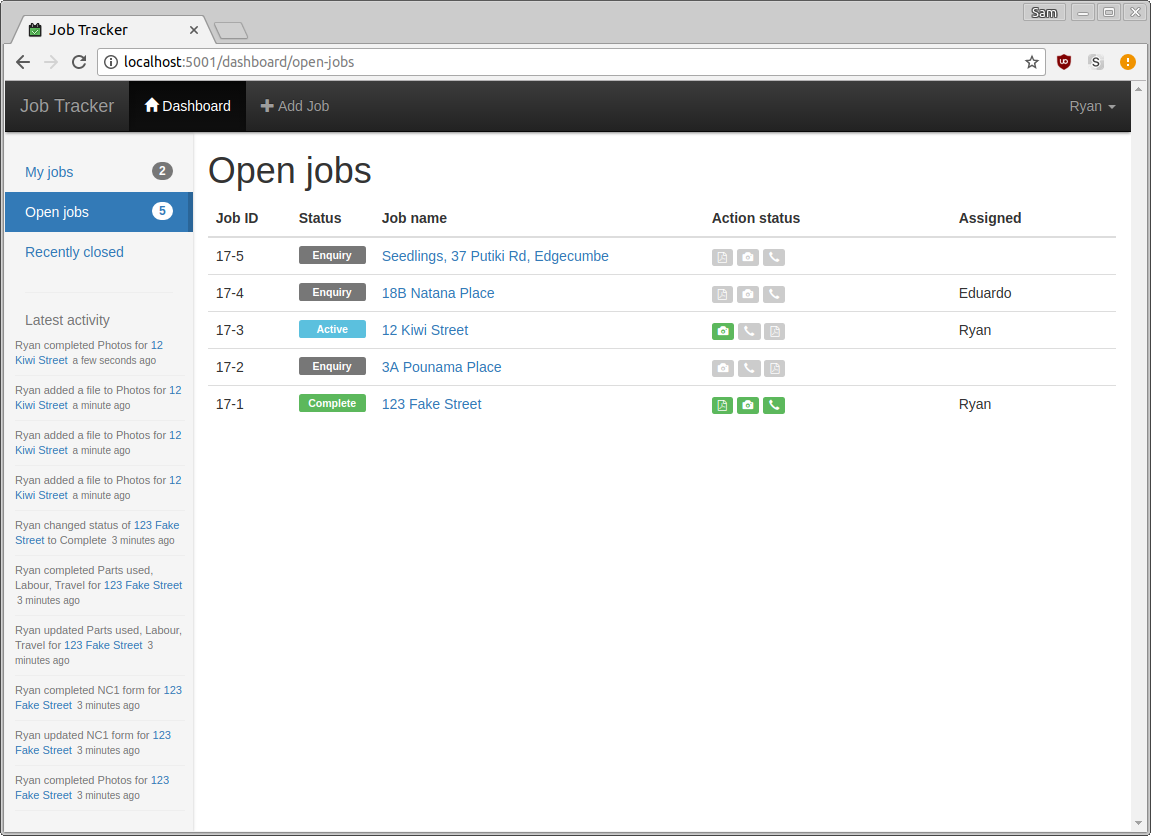 Job Tracker
Sam
localhost:5001/dashboard/open-jobs
S
Job Tracker Dashboard Add Job Ryan
My jobs 2
Open jobs 5
Recently closed
Latest activity
Ryan completed Photos for 12
Kiwi Street a few seconds ago
Ryan added a file to Photos for 12
Kiwi Street a minute ago
Ryan added a file to Photos for 12
Kiwi Street a minute ago
Ryan added a file to Photos for 12
Kiwi Street a minute ago
Ryan changed status of 123 Fake
Street to Complete 3 minutes ago
Ryan completed Parts used,
Labour, Travel for 123 Fake Street
3 minutes ago
Ryan updated Parts used, Labour,
Travel for 123 Fake Street 3
minutes ago
Ryan completed NC1 form for 123
Fake Street 3 minutes ago
Ryan updated NC1 form for 123
Fake Street 3 minutes ago
Ryan completed Photos for 123
Fake Street 3 minutes ago
Open jobs
Job ID Status Job name Action status Assigned
17-5 Enquiry Seedlings, 37 Putiki Rd, Edgecumbe
17-4 Enquiry 18B Natana Place Eduardo
17-3 Active 12 Kiwi Street Ryan
17-2 Enquiry 3A Pounama Place
17-1 Complete 123 Fake Street Ryan